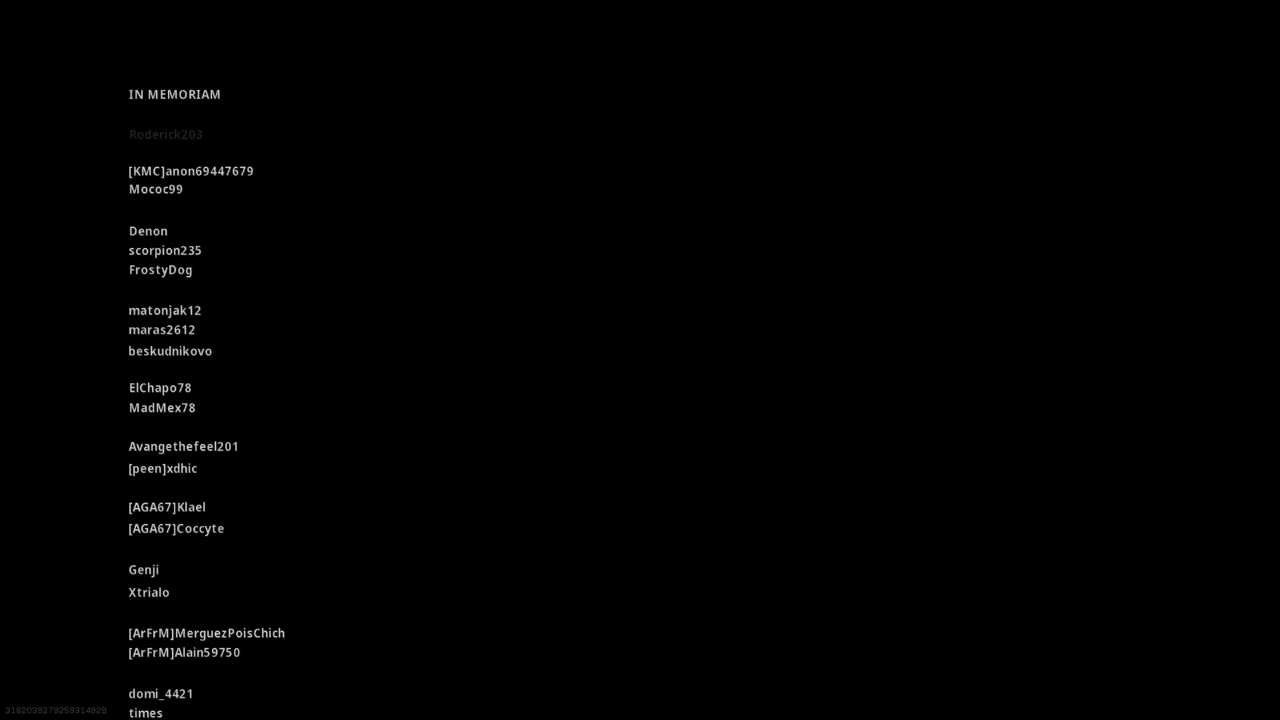 IN MEMORIAM
Roderick203
[KMC]anon69447679
Mococ99
Denon
scorpion235
FrostyDog
matonjak12
maras2612
beskudnikovo
ElChapo78
MadMex78
Avangethefeel201
[peen]xdhic
[AGA67]Klael
[AGA67]Coccyte
Genji
Xtrialo
[ArFrM]MerguezPoisChich
[ArFrM]Alain59750
domi_4421
times